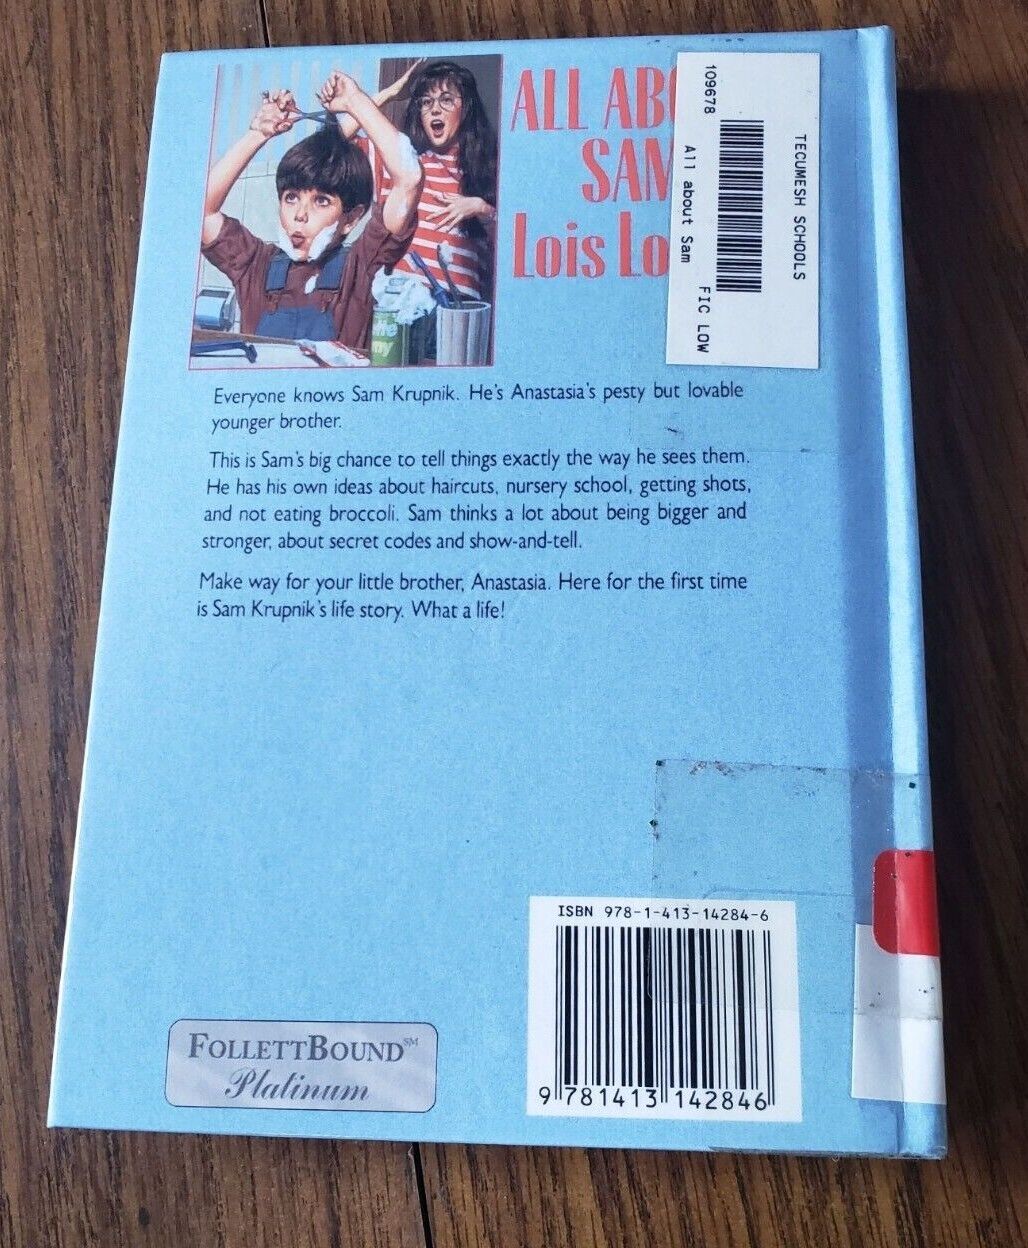 ALL ABO
SAM
Lois Lo
TECUMESH SCHOOLS
109678
All about Sam
FIC LOW
Everyone knows Sam Krupnik. He's Anastasia's pesty but lovable
younger brother.
This is Sam's big chance to tell things exactly the way he sees them.
He has his own ideas about haircuts, nursery school, getting shots,
and not eating broccoli. Sam thinks a lot about being bigger and
stronger, about secret codes and show-and-tell.
Make way for your little brother, Anastasia. Here for the first time
is Sam Krupnik's life story. What a life!
ISBN 978-1-413-14284-6
9 781413 142846
FOLLETTBOUND℠
Platinum